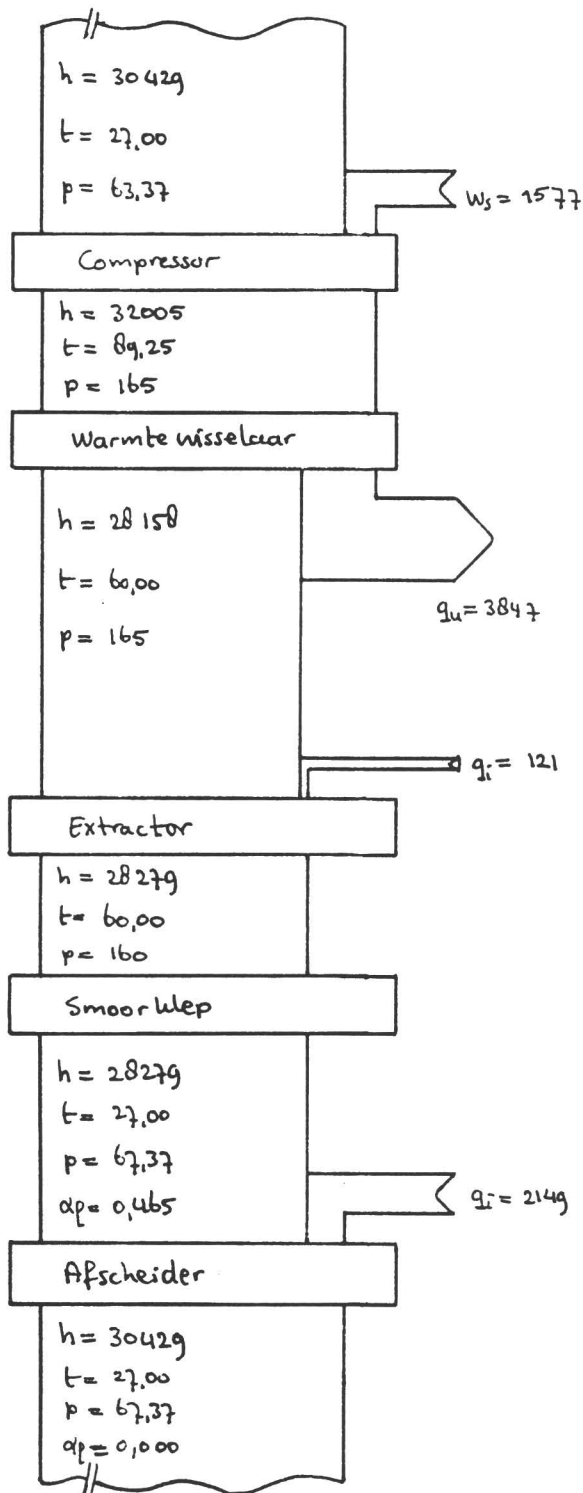 h = 30429
t = 27,00
p = 63,37
Ws = 1577
Compressor
h = 32005
t = 89,25
p = 165
Warmte wisselaar
h = 28158
t = 60,00
p = 165
qu = 3847
qi = 121
Extractor
h = 28279
t = 60,00
p = 160
Smoorklep
h = 28279
t = 27,00
p = 67,37
αp = 0,465
qi = 2149
Afscheider
h = 30429
t = 27,00
p = 67,37
αp = 0,000